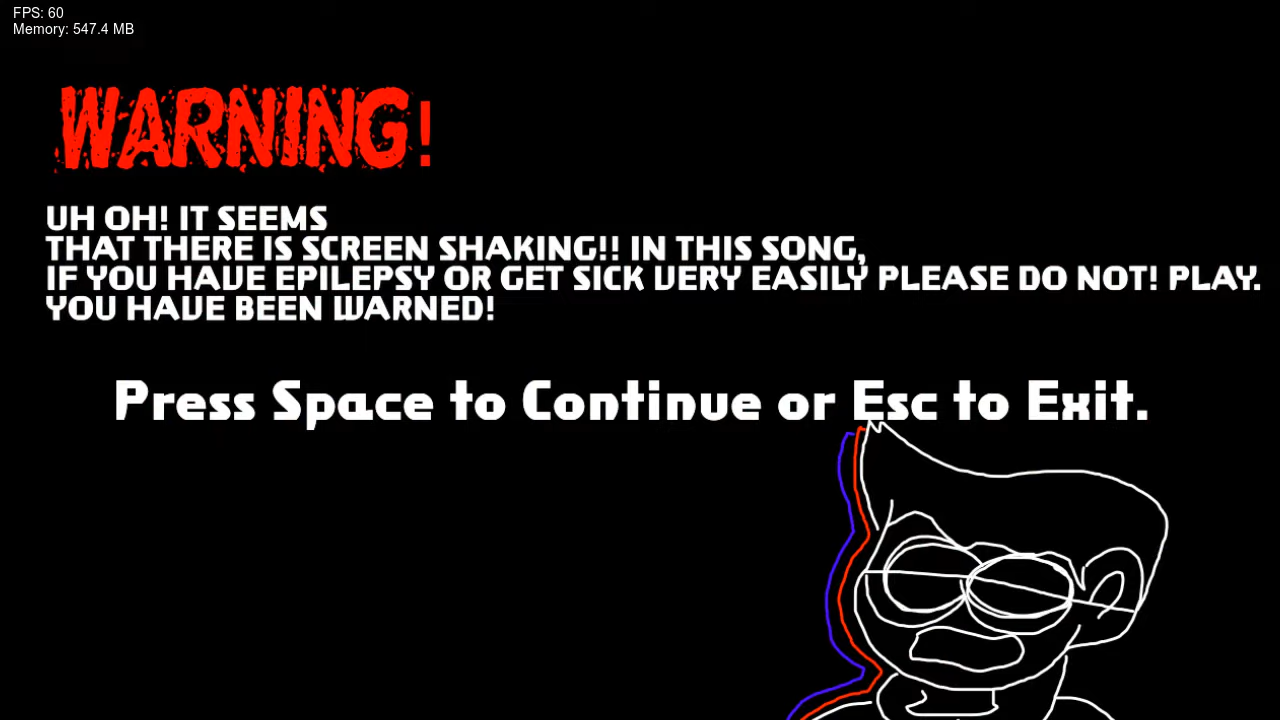 FPS: 60
Memory: 547.4 MB
WARNING!
UH OH! IT SEEMS
THAT THERE IS SCREEN SHAKING!! IN THIS SONG,
IF YOU HAVE EPILEPSY OR GET SICK VERY EASILY PLEASE DO NOT! PLAY.
YOU HAVE BEEN WARNED!
Press Space to Continue or Esc to Exit.